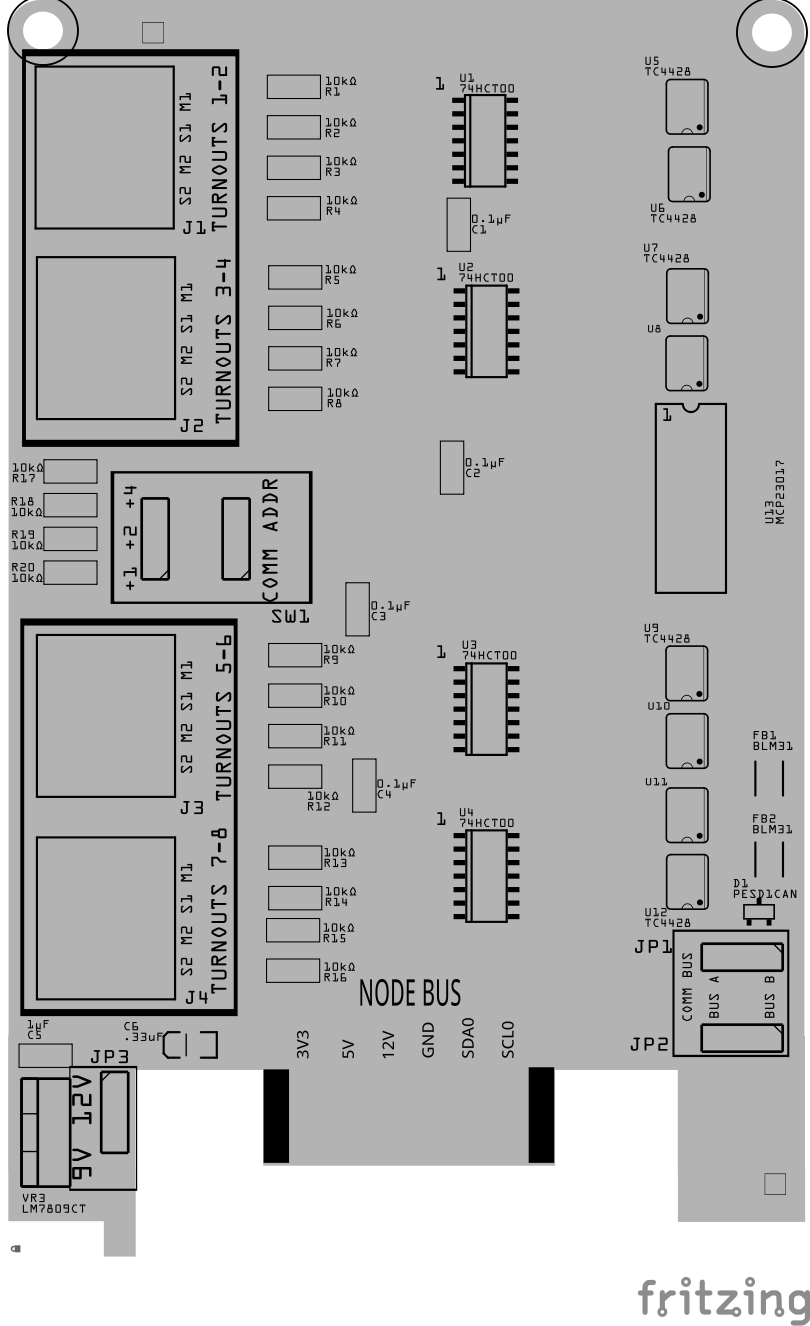 TURNOUTS 1-2
M1
S1
M2
S2
J1
TURNOUTS 3-4
M1
S1
M2
S2
J2
10kΩ
R1
10kΩ
R2
10kΩ
R3
10kΩ
R4
10kΩ
R5
10kΩ
R6
10kΩ
R7
10kΩ
R8
1
U1
74HCT00
0.1µF
C1
1
U2
74HCT00
0.1µF
C2
U5
TC4428
U6
TC4428
U7
TC4428
U8
1
U13
MCP23017
10kΩ
R17
R18
10kΩ
R19
10kΩ
R20
10kΩ
+1 +2 +4
COMM ADDR
SW1
0.1µF
C3
TURNOUTS 5-6
M1
S1
M2
S2
J3
TURNOUTS 7-8
M1
S1
M2
S2
J4
10kΩ
R9
10kΩ
R10
10kΩ
R11
10kΩ
R12
0.1µF
C4
10kΩ
R13
10kΩ
R14
10kΩ
R15
10kΩ
R16
1
U3
74HCT00
1
U4
74HCT00
U9
TC4428
U10
U11
U12
TC4428
FB1
BLM31
FB2
BLM31
D1
PESD1CAN
JP1
COMM BUS
BUS A
BUS B
JP2
NODE BUS
3V3
5V
12V
GND
SDA0
SCL0
1µF
C5
C6
.33uF
JP3
9V 12V
VR3
LM7809CT
fritzing